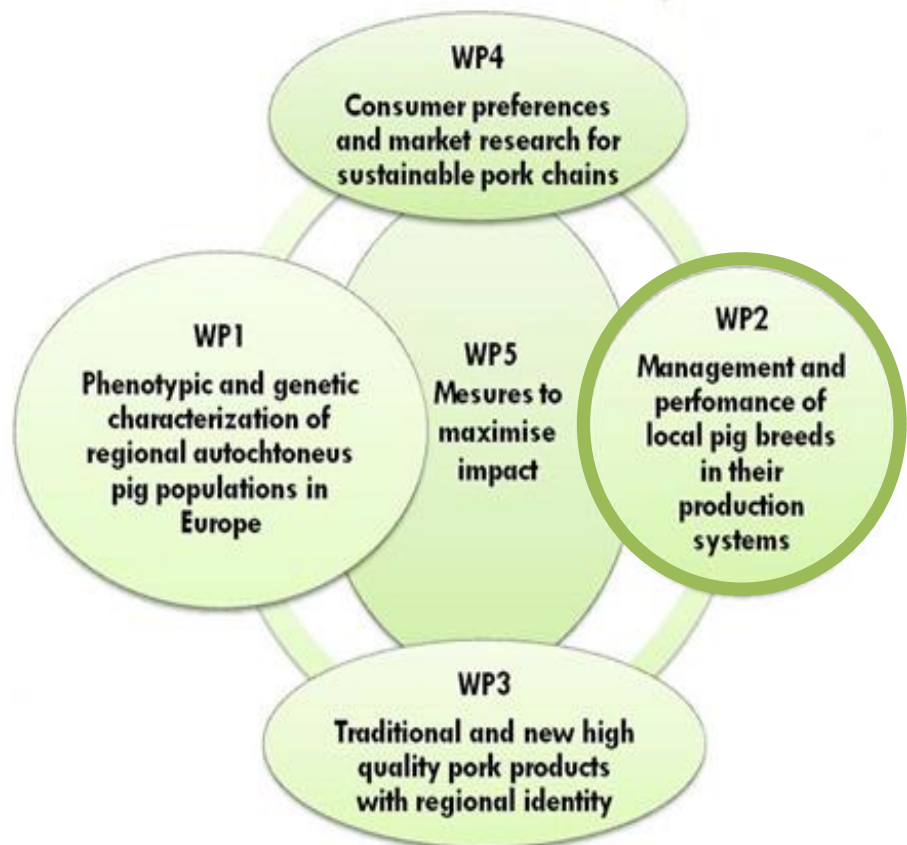 WP4
Consumer preferences
and market research for
sustainable pork chains
WP1
Phenotypic and genetic
characterization of
regional autochtoneus
pig populations in
Europe
WP5
Mesures to
maximise
impact
WP2
Management and
perfomance of
local pig breeds
in their
production
systems
WP3
Traditional and new high
quality pork products
with regional identity